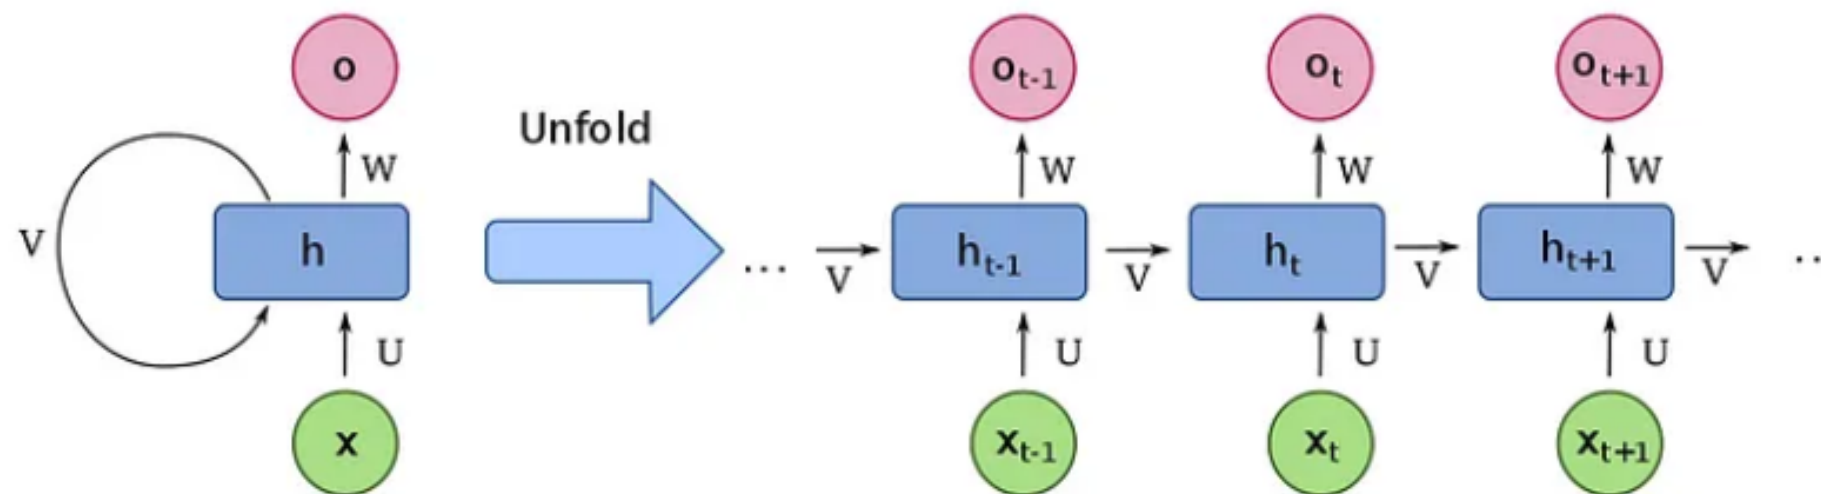 o
W
V
h
U
x
Unfold
...
V
o_{t-1}
W
h_{t-1}
U
x_{t-1}
V
o_t
W
h_t
U
x_t
V
o_{t+1}
W
h_{t+1}
U
x_{t+1}
V
..